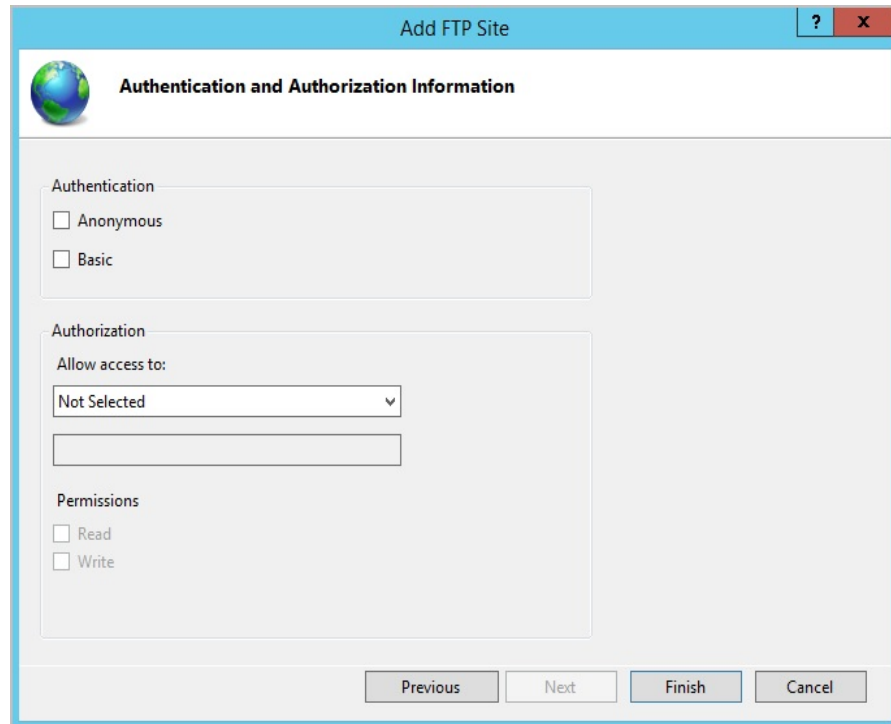 Add FTP Site
?
x
Authentication and Authorization Information
Authentication
Anonymous
Basic
Authorization
Allow access to:
Not Selected
Permissions
Read
Write
Previous
Next
Finish
Cancel